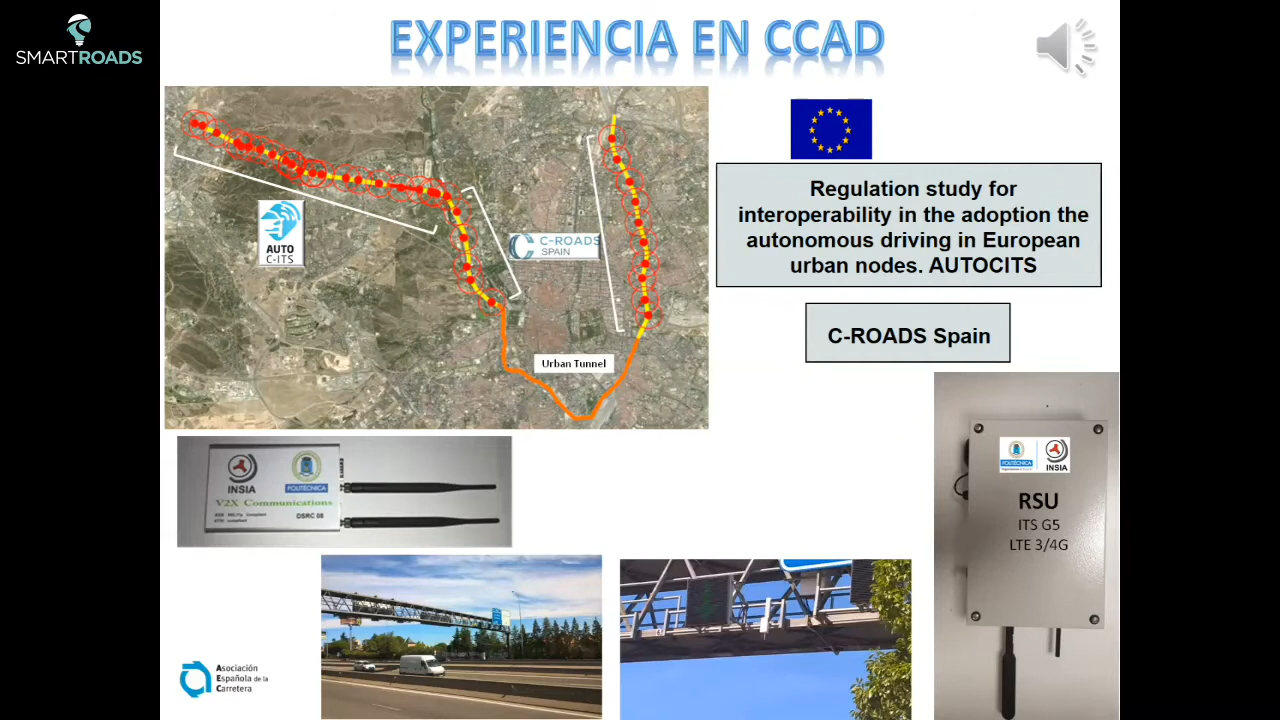 SMARTROADS
EXPERIENCIA EN CCAD
AUTO
C-ITS
C-ROADS
SPAIN
Urban Tunnel
Regulation study for
interoperability in the adoption the
autonomous driving in European
urban nodes. AUTOCITS
C-ROADS Spain
INSIA
POLITÉCNICA
V2X Communications
DSRC 08
INSIA
RSU
ITS G5
LTE 3/4G
Asociación
Española de la
Carretera